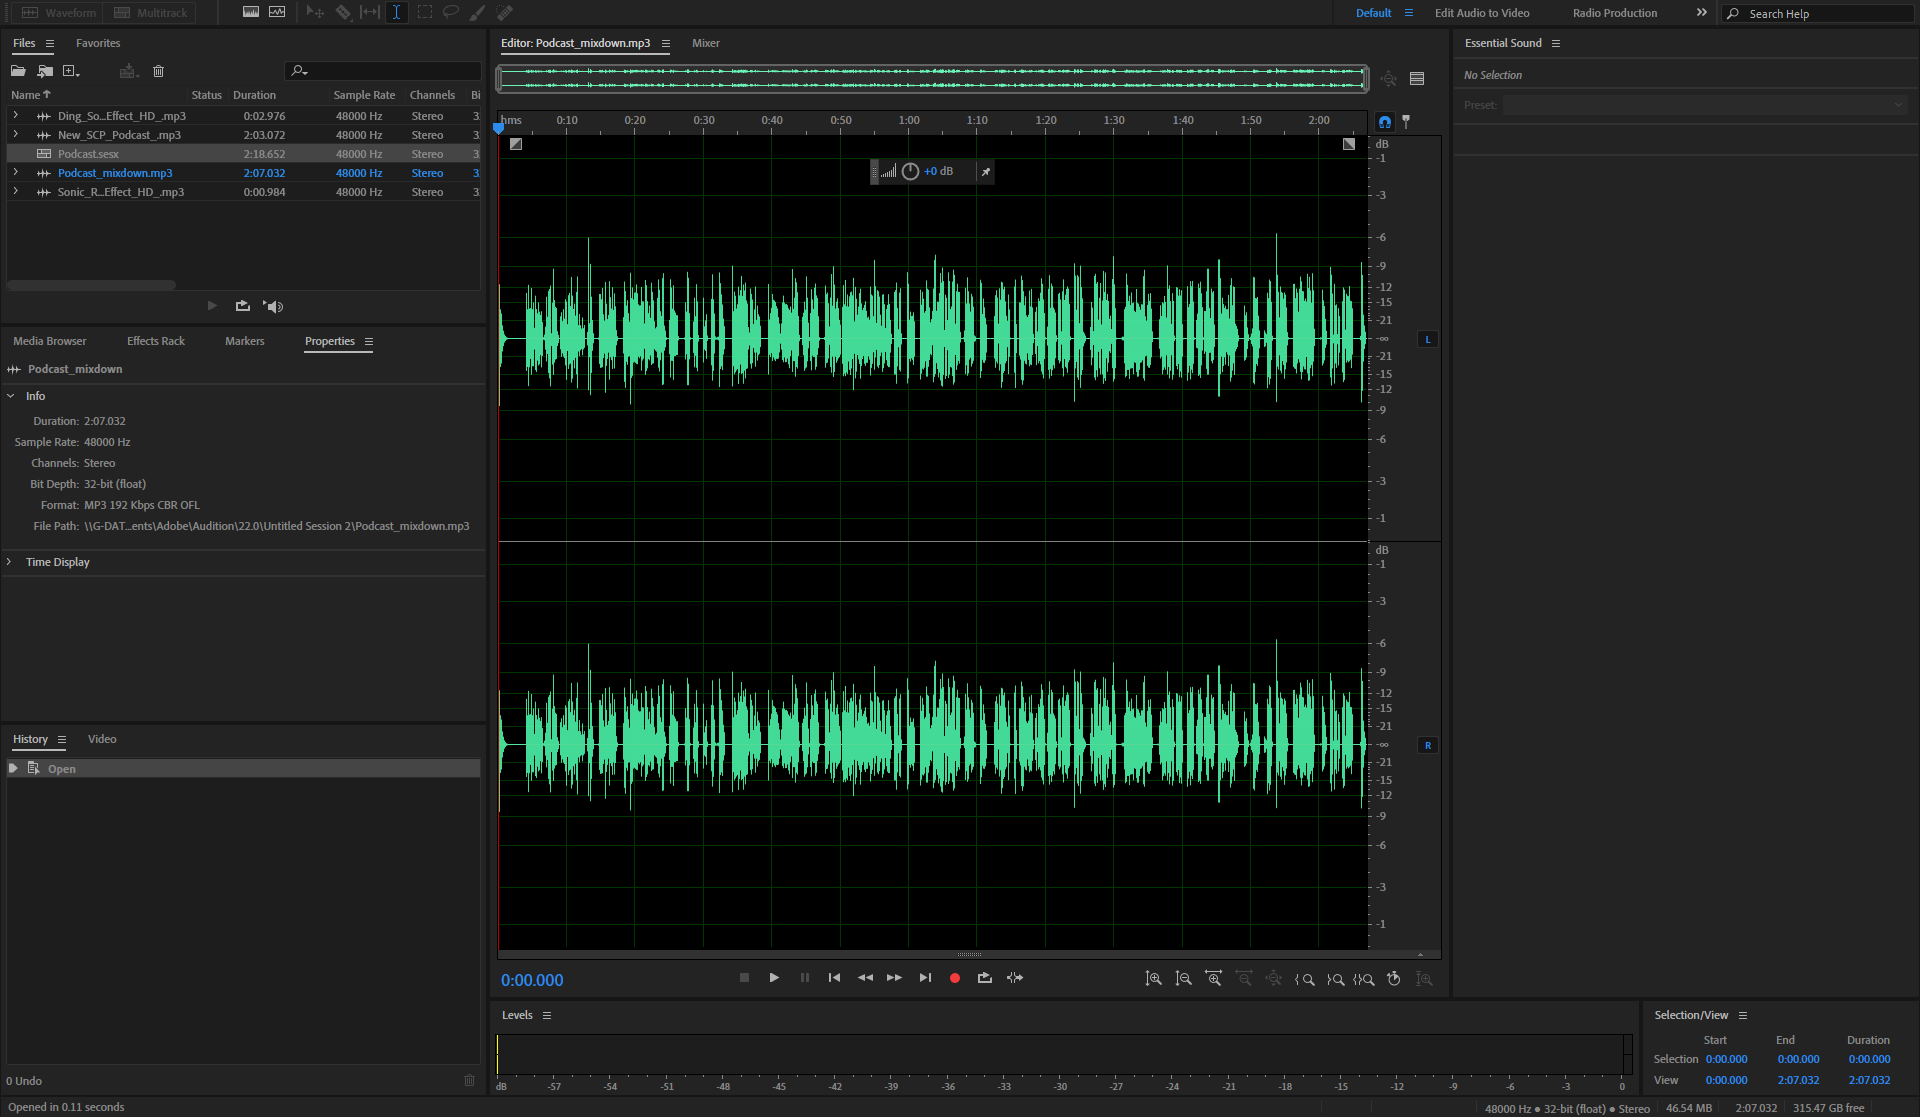 Waveform Multitrack Default Edit Audio to Video Radio Production Search Help
Files Favorites
Name Status Duration Sample Rate Channels Bi
Ding_So...Effect_HD_.mp3 0:02.976 48000 Hz Stereo 3
New_SCP_Podcast_.mp3 2:03.072 48000 Hz Stereo 3
Podcast.sesx 2:18.652 48000 Hz Stereo 3
Podcast_mixdown.mp3 2:07.032 48000 Hz Stereo 3
Sonic_R...Effect_HD_.mp3 0:00.984 48000 Hz Stereo 3
Media Browser Effects Rack Markers Properties
Podcast_mixdown
Info
Duration: 2:07.032
Sample Rate: 48000 Hz
Channels: Stereo
Bit Depth: 32-bit (float)
Format: MP3 192 Kbps CBR OFL
File Path: \\G-DAT...ents\Adobe\Audition\22.0\Untitled Session 2\Podcast_mixdown.mp3
Time Display
History Video
Open
0 Undo
Opened in 0.11 seconds
Editor: Podcast_mixdown.mp3 Mixer
hms 0:10 0:20 0:30 0:40 0:50 1:00 1:10 1:20 1:30 1:40 1:50 2:00
+0 dB
dB
-1
-3
-6
-9
-12
-15
-21
-∞
-21
-15
-12
-9
-6
-3
-1
L
dB
-1
-3
-6
-9
-12
-15
-21
-∞
-21
-15
-12
-9
-6
-3
-1
R
0:00.000
Levels
dB -57 -54 -51 -48 -45 -42 -39 -36 -33 -30 -27 -24 -21 -18 -15 -12 -9 -6 -3 0
Essential Sound
No Selection
Preset:
Selection/View
Start End Duration
Selection 0:00.000 0:00.000 0:00.000
View 0:00.000 2:07.032 2:07.032
48000 Hz ● 32-bit (float) ● Stereo 46.54 MB 2:07.032 315.47 GB free